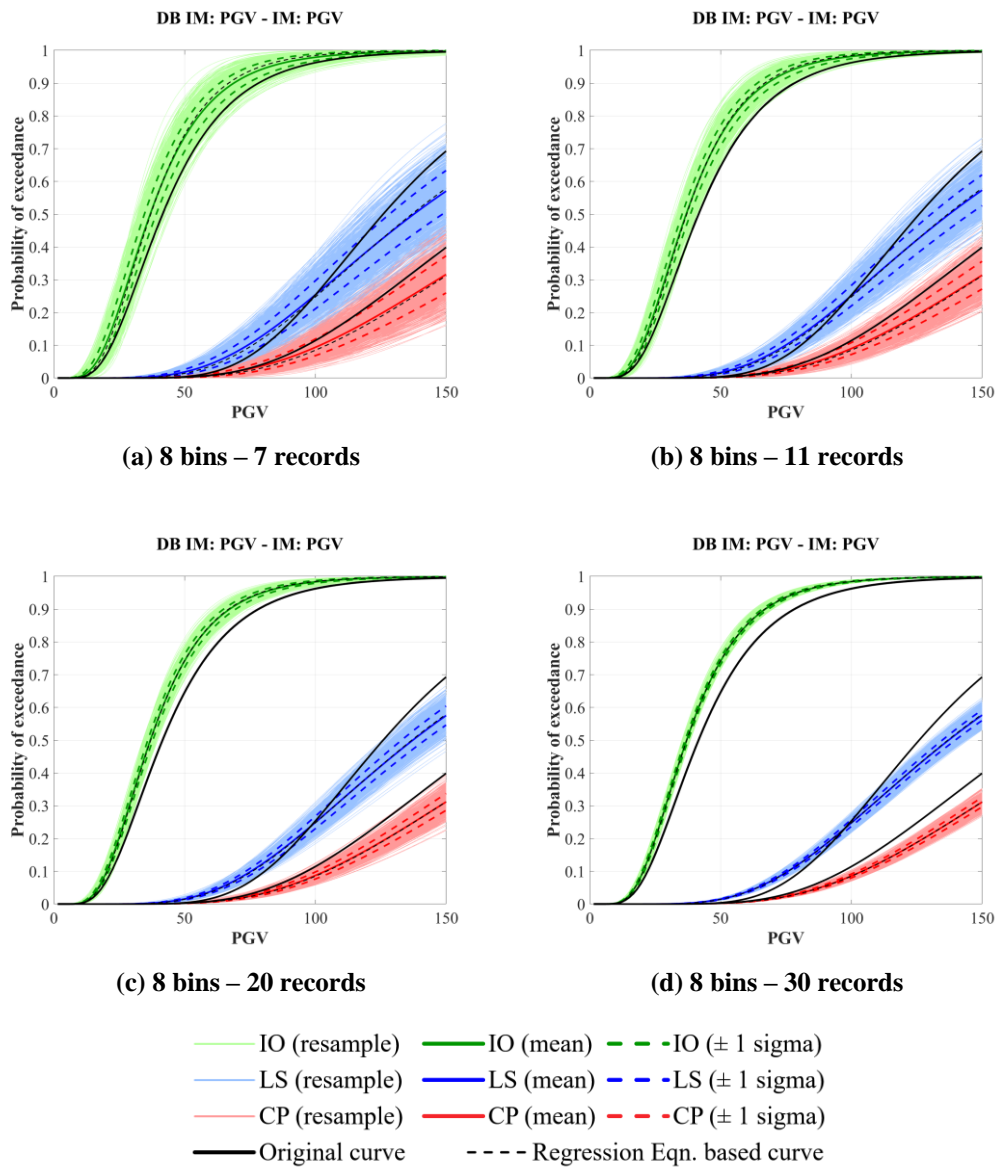 DB IM: PGV - IM: PGV
DB IM: PGV - IM: PGV
1
0.9
0.8
0.7
0.6
0.5
0.4
0.3
0.2
0.1
0
Probability of exceedance
0 50 100 150
PGV
1
0.9
0.8
0.7
0.6
0.5
0.4
0.3
0.2
0.1
0
Probability of exceedance
0 50 100 150
PGV
(a) 8 bins – 7 records
(b) 8 bins – 11 records
DB IM: PGV - IM: PGV
DB IM: PGV - IM: PGV
1
0.9
0.8
0.7
0.6
0.5
0.4
0.3
0.2
0.1
0
Probability of exceedance
0 50 100 150
PGV
1
0.9
0.8
0.7
0.6
0.5
0.4
0.3
0.2
0.1
0
Probability of exceedance
0 50 100 150
PGV
(c) 8 bins – 20 records
(d) 8 bins – 30 records
IO (resample) IO (mean) IO (± 1 sigma)
LS (resample) LS (mean) LS (± 1 sigma)
CP (resample) CP (mean) CP (± 1 sigma)
Original curve Regression Eqn. based curve